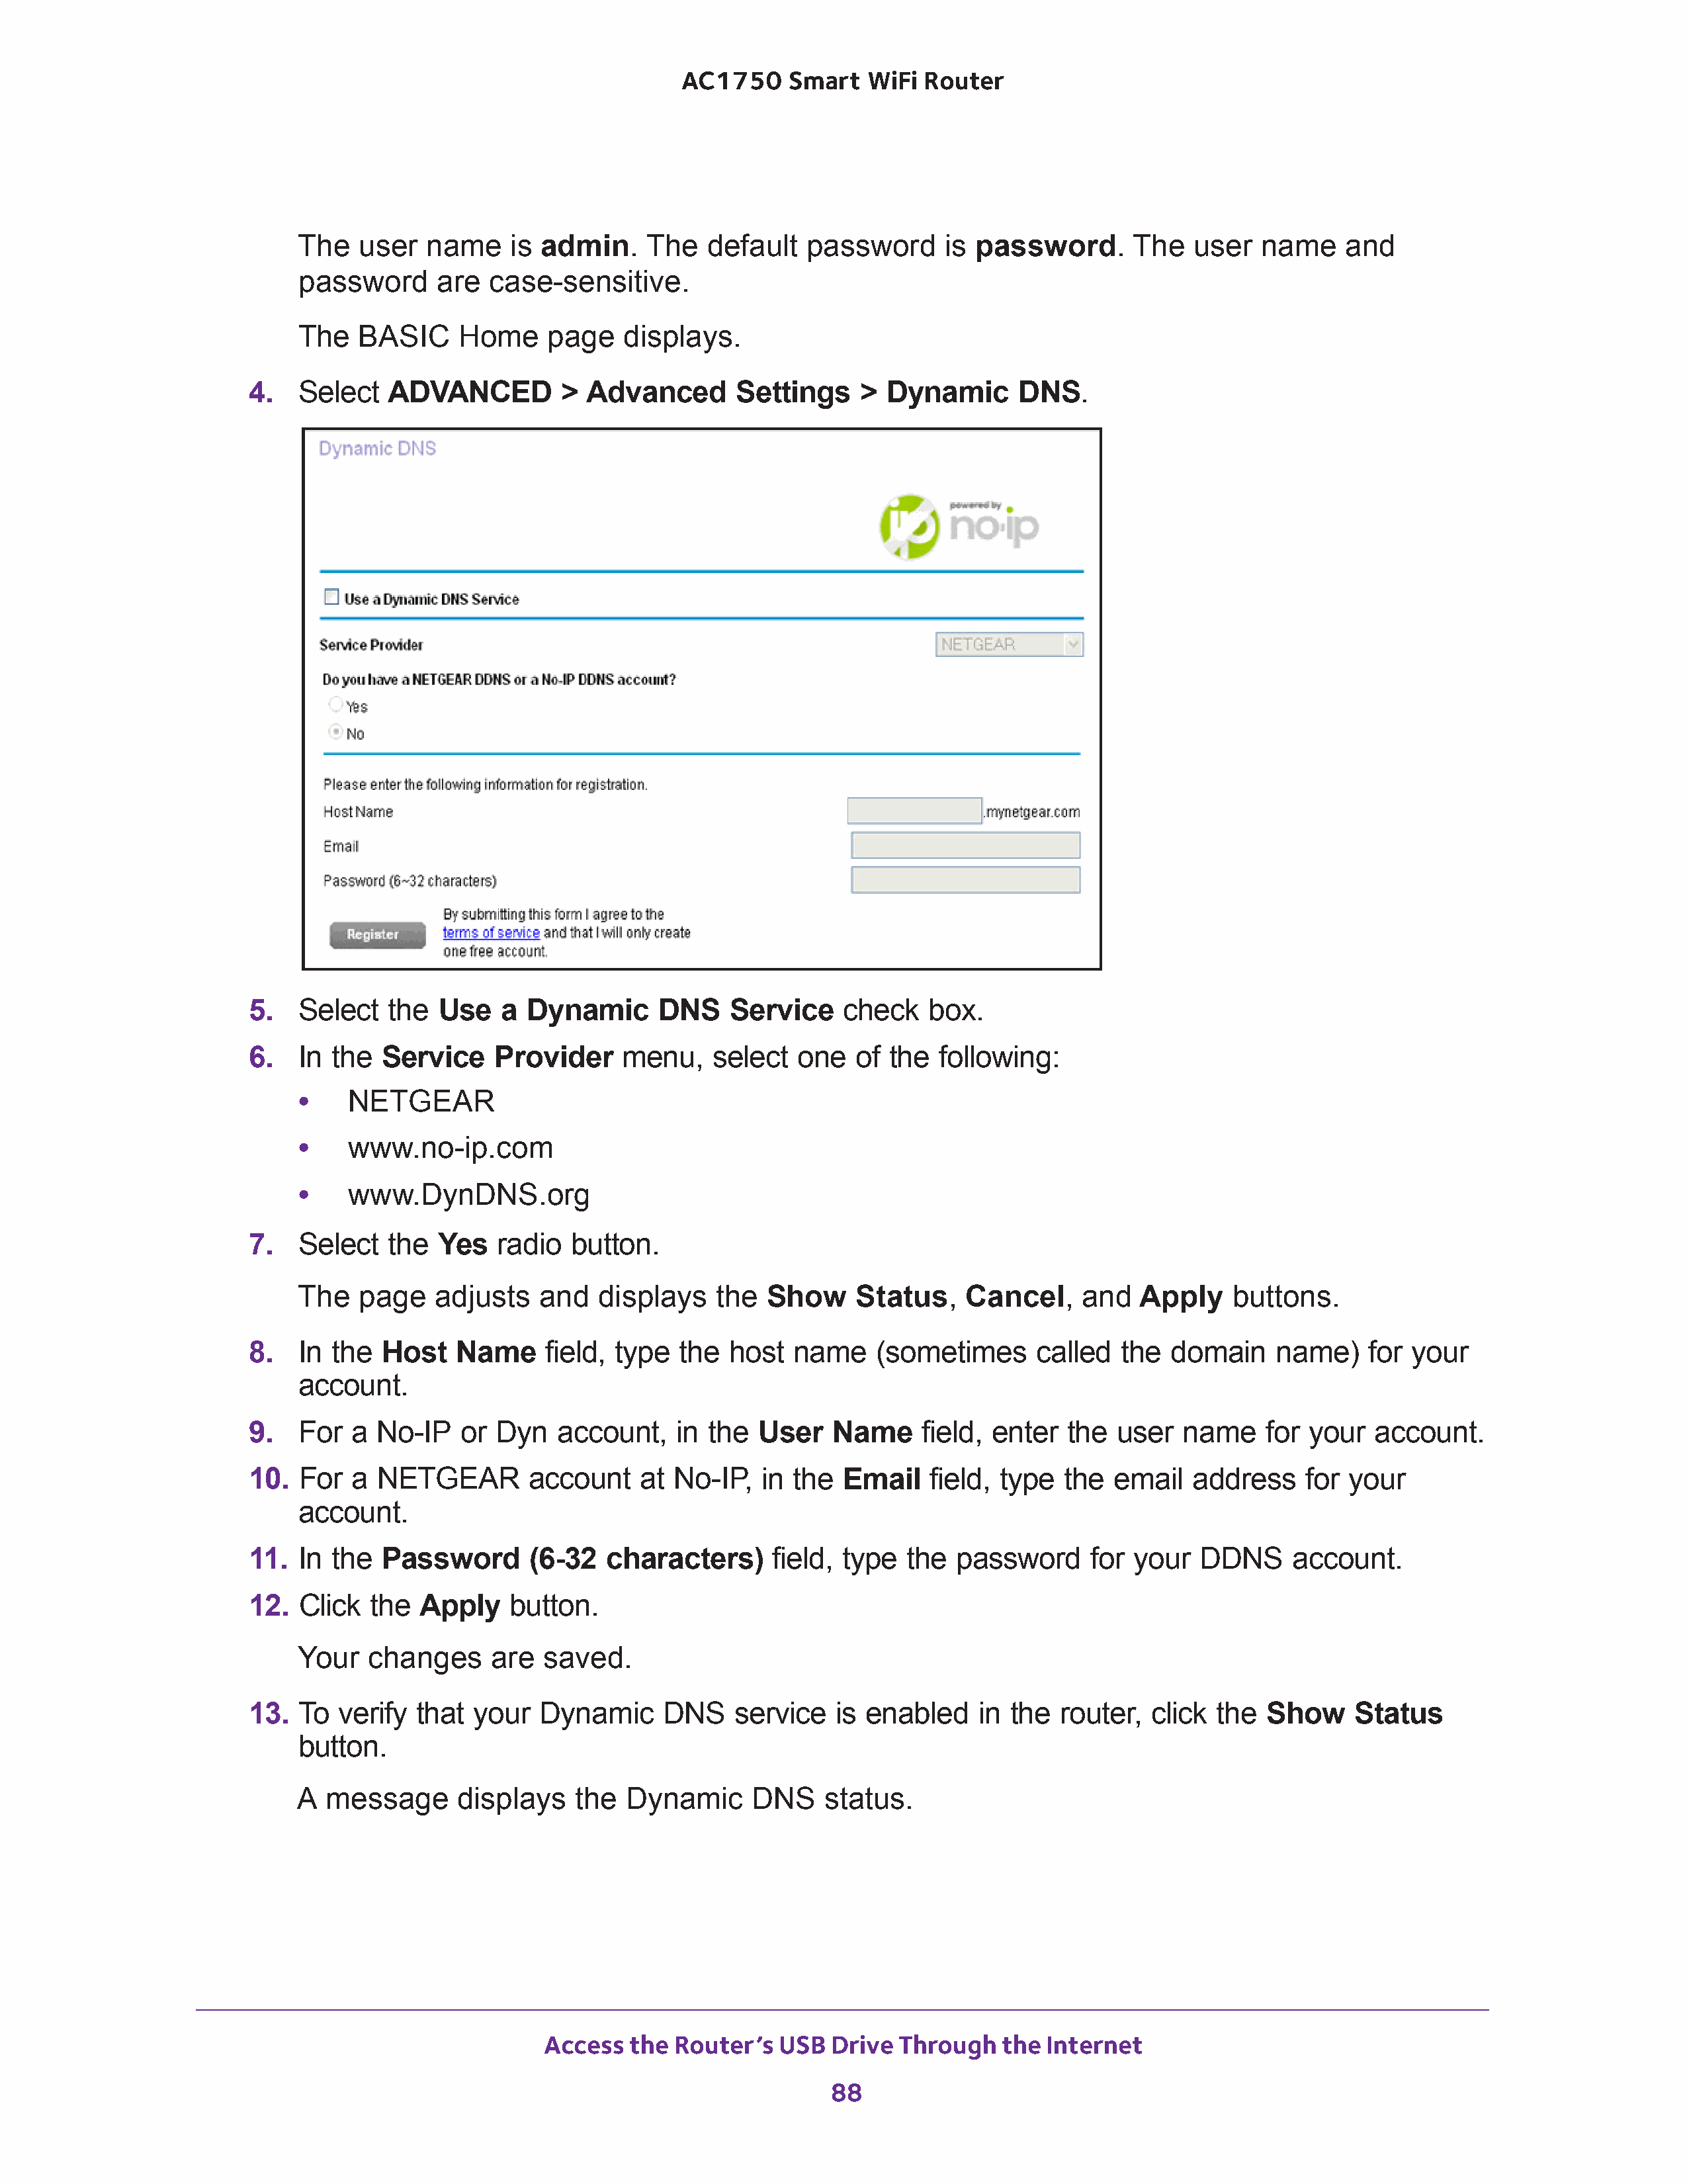 AC1750 Smart WiFi Router
The user name is admin. The default password is password. The user name and
password are case-sensitive.
The BASIC Home page displays.
4. Select ADVANCED > Advanced Settings > Dynamic DNS.
Dynamic DNS
powered by
no-ip
Use a Dynamic DNS Service
Service Provider NETGEAR
Do you have a NETGEAR DDNS or a No-IP DDNS account?
Yes
No
Please enter the following information for registration.
Host Name .mynetgear.com
Email
Password (6~32 characters)
By submitting this form I agree to the
Register terms of service and that I will only create
one free account.
5. Select the Use a Dynamic DNS Service check box.
6. In the Service Provider menu, select one of the following:
• NETGEAR
• www.no-ip.com
• www.DynDNS.org
7. Select the Yes radio button.
The page adjusts and displays the Show Status, Cancel, and Apply buttons.
8. In the Host Name field, type the host name (sometimes called the domain name) for your
account.
9. For a No-IP or Dyn account, in the User Name field, enter the user name for your account.
10. For a NETGEAR account at No-IP, in the Email field, type the email address for your
account.
11. In the Password (6-32 characters) field, type the password for your DDNS account.
12. Click the Apply button.
Your changes are saved.
13. To verify that your Dynamic DNS service is enabled in the router, click the Show Status
button.
A message displays the Dynamic DNS status.
Access the Router’s USB Drive Through the Internet
88